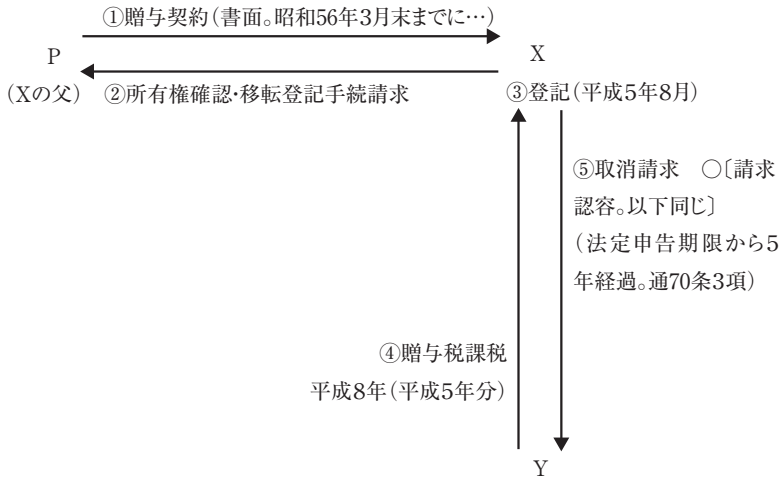 ①贈与契約(書面。昭和56年3月末までに…)
P
X
(Xの父)
②所有権確認・移転登記手続請求
③登記(平成5年8月)
⑤取消請求　○〔請求
認容。以下同じ〕
(法定申告期限から5
年経過。通70条3項)
④贈与税課税
平成8年(平成5年分)
Y